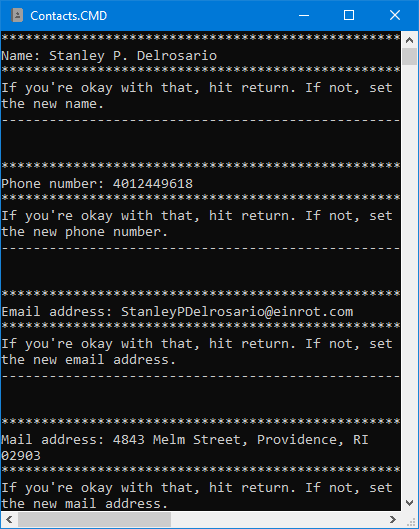 Contacts.CMD
**************************************************
Name: Stanley P. Delrosario
**************************************************
If you're okay with that, hit return. If not, set
the new name.
--------------------------------------------------
**************************************************
Phone number: 4012449618
**************************************************
If you're okay with that, hit return. If not, set
the new phone number.
--------------------------------------------------
**************************************************
Email address: StanleyPDelrosario@einrot.com
**************************************************
If you're okay with that, hit return. If not, set
the new email address.
--------------------------------------------------
**************************************************
Mail address: 4843 Melm Street, Providence, RI
02903
**************************************************
If you're okay with that, hit return. If not, set
the new mail address.